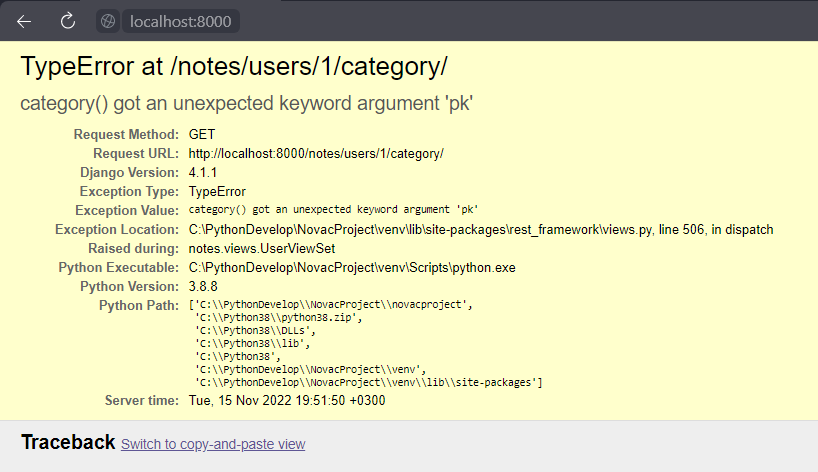 localhost:8000
TypeError at /notes/users/1/category/
category() got an unexpected keyword argument 'pk'
Request Method: GET
Request URL: http://localhost:8000/notes/users/1/category/
Django Version: 4.1.1
Exception Type: TypeError
Exception Value: category() got an unexpected keyword argument 'pk'
Exception Location: C:\PythonDevelop\NovacProject\venv\lib\site-packages\rest_framework\views.py, line 506, in dispatch
Raised during: notes.views.UserViewSet
Python Executable: C:\PythonDevelop\NovacProject\venv\Scripts\python.exe
Python Version: 3.8.8
Python Path: ['C:\\PythonDevelop\\NovacProject\\novacproject',
'C:\\Python38\\python38.zip',
'C:\\Python38\\DLLs',
'C:\\Python38\\lib',
'C:\\Python38',
'C:\\PythonDevelop\\NovacProject\\venv',
'C:\\PythonDevelop\\NovacProject\\venv\\lib\\site-packages']
Server time: Tue, 15 Nov 2022 19:51:50 +0300
Traceback Switch to copy-and-paste view